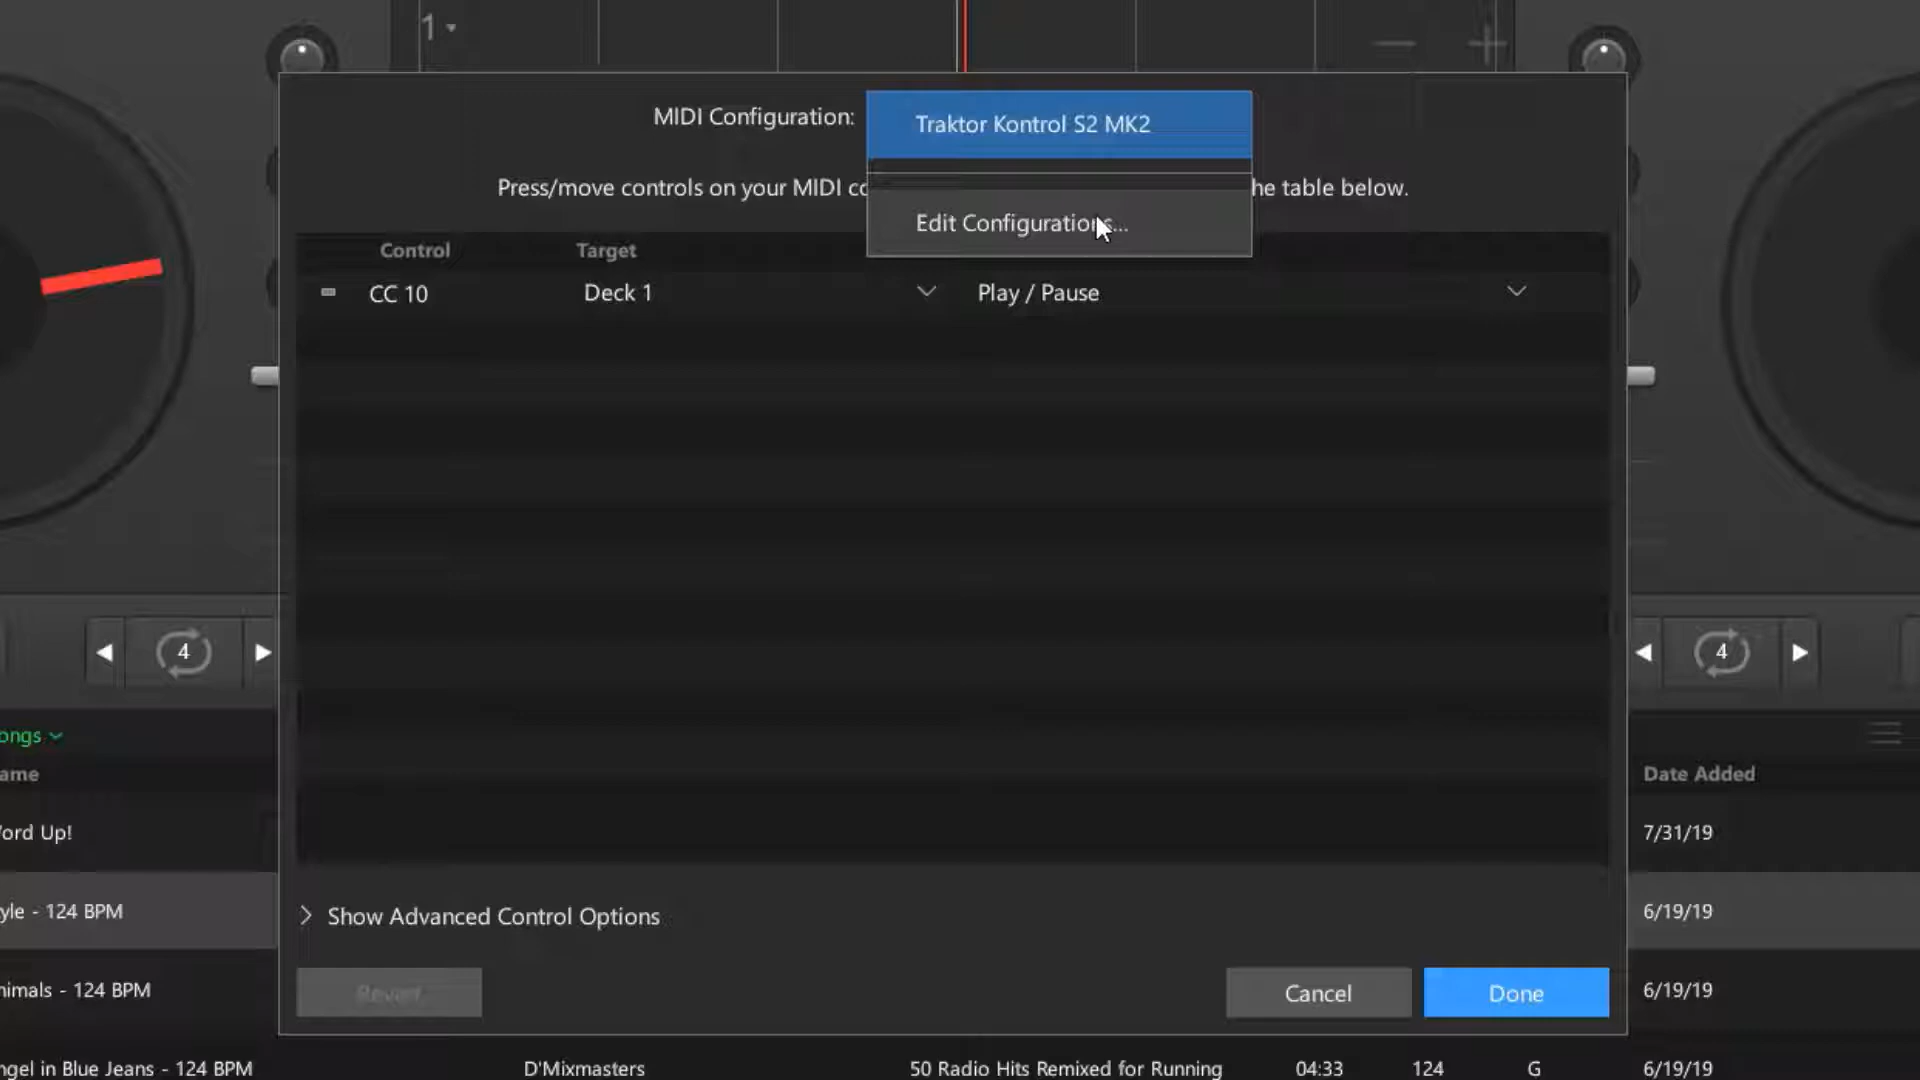 1
MIDI Configuration:
Traktor Kontrol S2 MK2
Press/move controls on your MIDI co
he table below.
Edit Configurations...
Control Target
CC 10 Deck 1 Play / Pause
4
4
ongs
ame Date Added
ord Up! 7/31/19
Show Advanced Control Options
yle - 124 BPM 6/19/19
nimals - 124 BPM 6/19/19
Revert Cancel Done
ngel in Blue Jeans - 124 BPM D'Mixmasters 50 Radio Hits Remixed for Running 04:33 124 G 6/19/19